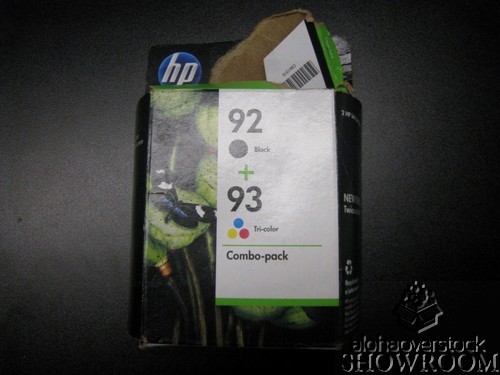 hp
92
Black
+
93
Tri-color
Combo-pack
alohaoverstock
SHOWROOM